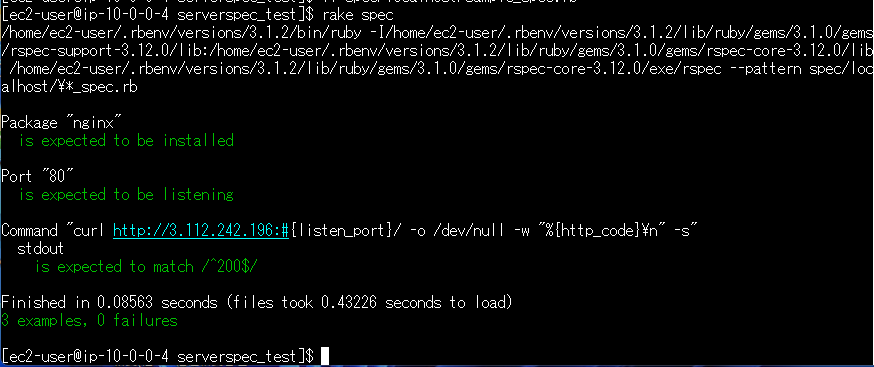 [ec2-user@ip-10-0-0-4 serverspec_test]$ rake spec
/home/ec2-user/.rbenv/versions/3.1.2/bin/ruby -I/home/ec2-user/.rbenv/versions/3.1.2/lib/ruby/gems/3.1.0/gems
/rspec-support-3.12.0/lib:/home/ec2-user/.rbenv/versions/3.1.2/lib/ruby/gems/3.1.0/gems/rspec-core-3.12.0/lib
/home/ec2-user/.rbenv/versions/3.1.2/lib/ruby/gems/3.1.0/gems/rspec-core-3.12.0/exe/rspec --pattern spec/loc
alhost/¥*_spec.rb
Package "nginx"
is expected to be installed
Port "80"
is expected to be listening
Command "curl http://3.112.242.196:#{listen_port}/ -o /dev/null -w "%{http_code}¥n" -s"
stdout
is expected to match /^200$/
Finished in 0.08563 seconds (files took 0.43226 seconds to load)
3 examples, 0 failures
[ec2-user@ip-10-0-0-4 serverspec_test]$